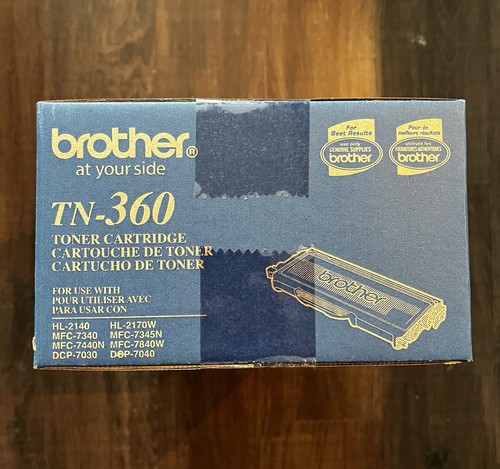 brother®
at your side
For
Best Results
use only
GENUINE SUPPLIES
brother
Pour de
meilleurs résultats
utilisez les
FOURNITURES AUTHENTIQUES
brother
TN-360
TONER CARTRIDGE
CARTOUCHE DE TONER
CARTUCHO DE TONER
brother
FOR USE WITH
POUR UTILISER AVEC
PARA USAR CON –
HL-2140 HL-2170W
MFC-7340 MFC-7345N
MFC-7440N MFC-7840W
DCP-7030 DCP-7040